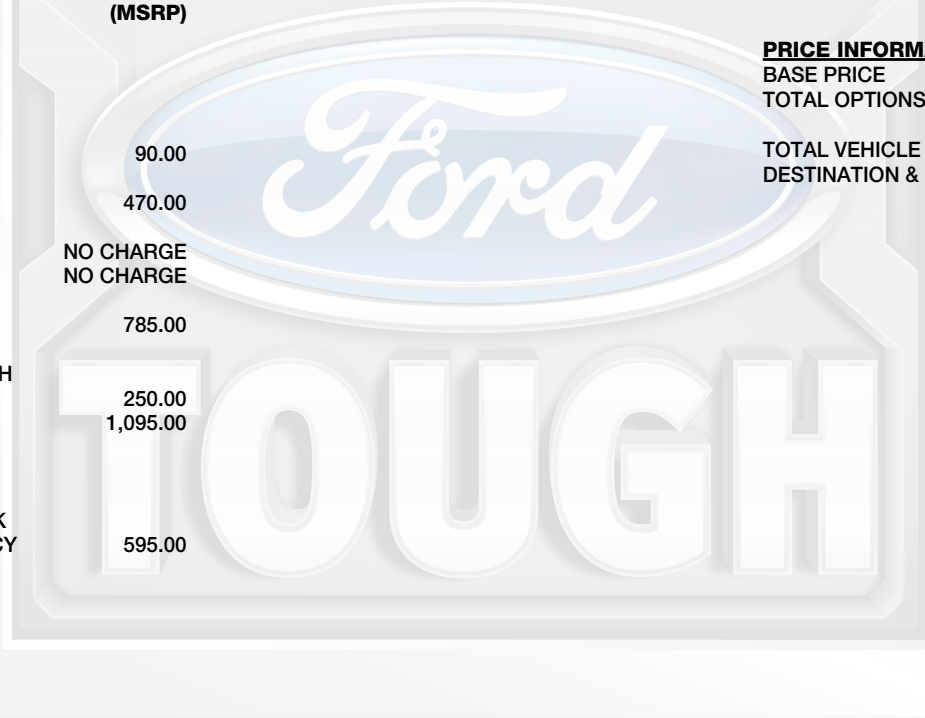 (MSRP)
90.00
470.00
NO CHARGE
NO CHARGE
785.00
H
250.00
1,095.00
K
CY
595.00
PRICE INFORMA
BASE PRICE
TOTAL OPTIONS
TOTAL VEHICLE
DESTINATION &
Ford
TOUGH